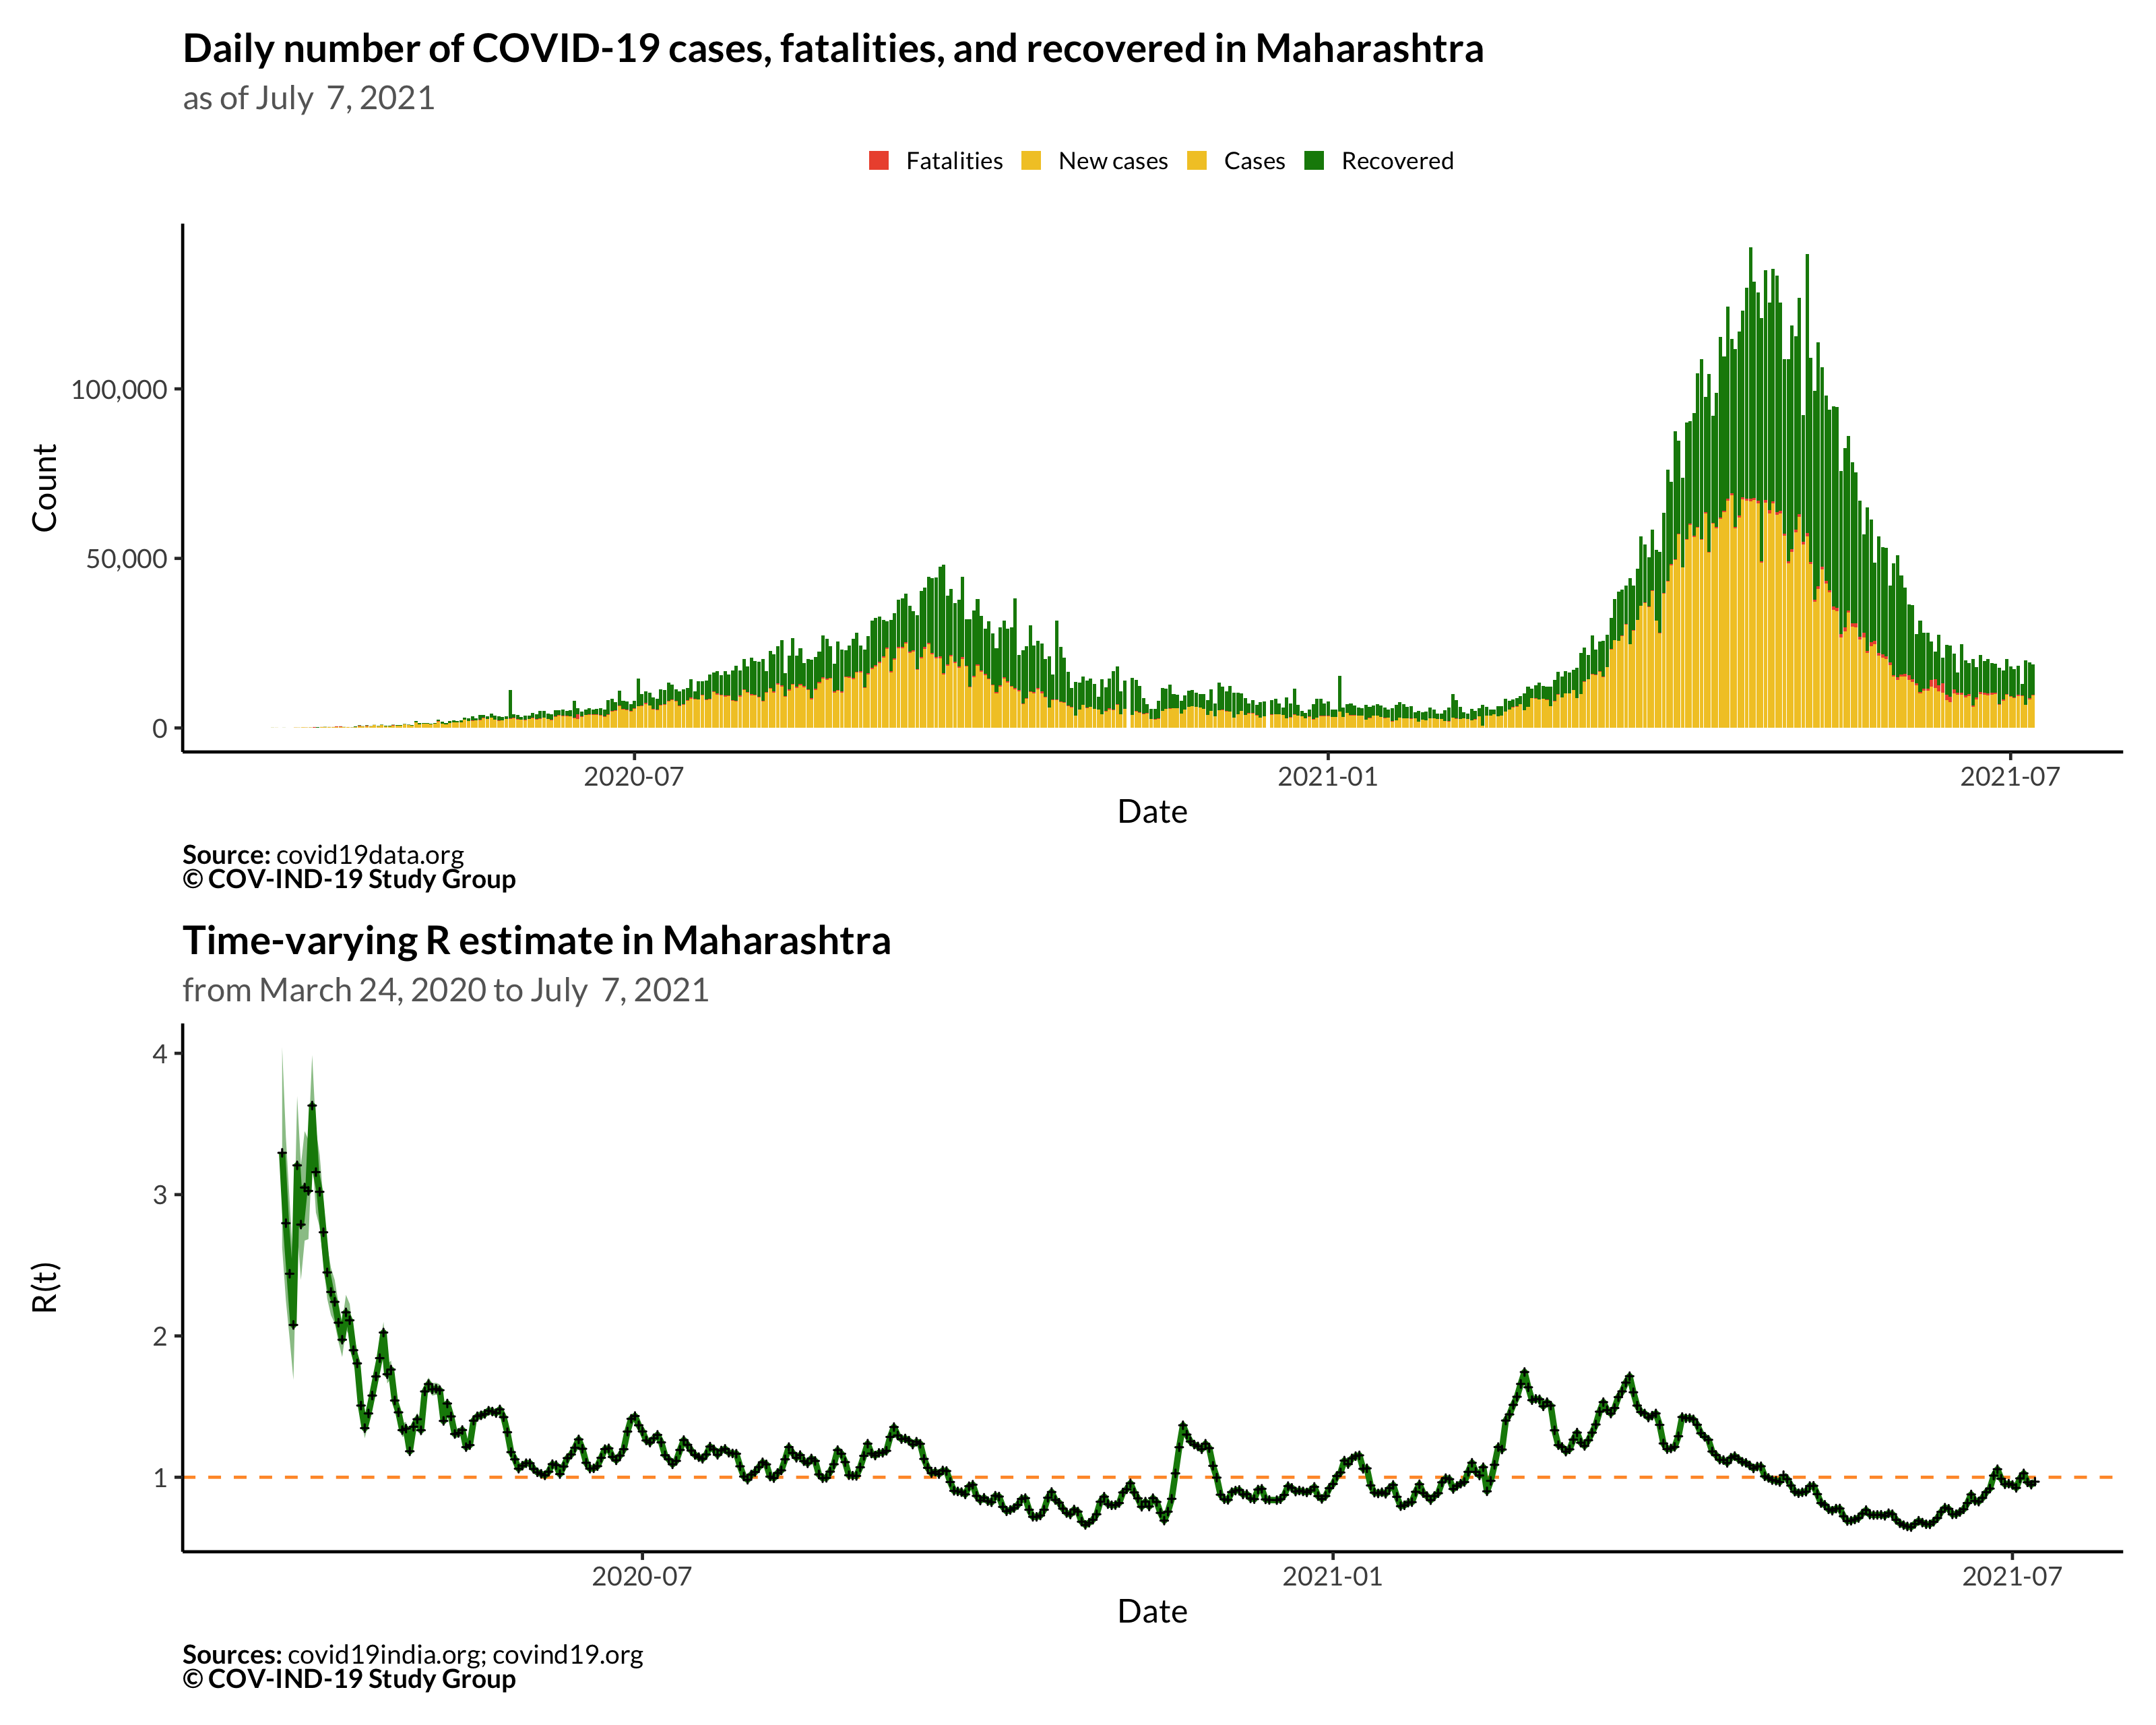 Daily number of COVID-19 cases, fatalities, and recovered in Maharashtra
as of July 7, 2021
Fatalities New cases Cases Recovered
100,000
50,000
0
Count
2020-07 2021-01 2021-07
Date
Source: covid19data.org
© COV-IND-19 Study Group
Time-varying R estimate in Maharashtra
from March 24, 2020 to July 7, 2021
4
3
2
1
R(t)
2020-07 2021-01 2021-07
Date
Sources: covid19india.org; covind19.org
© COV-IND-19 Study Group